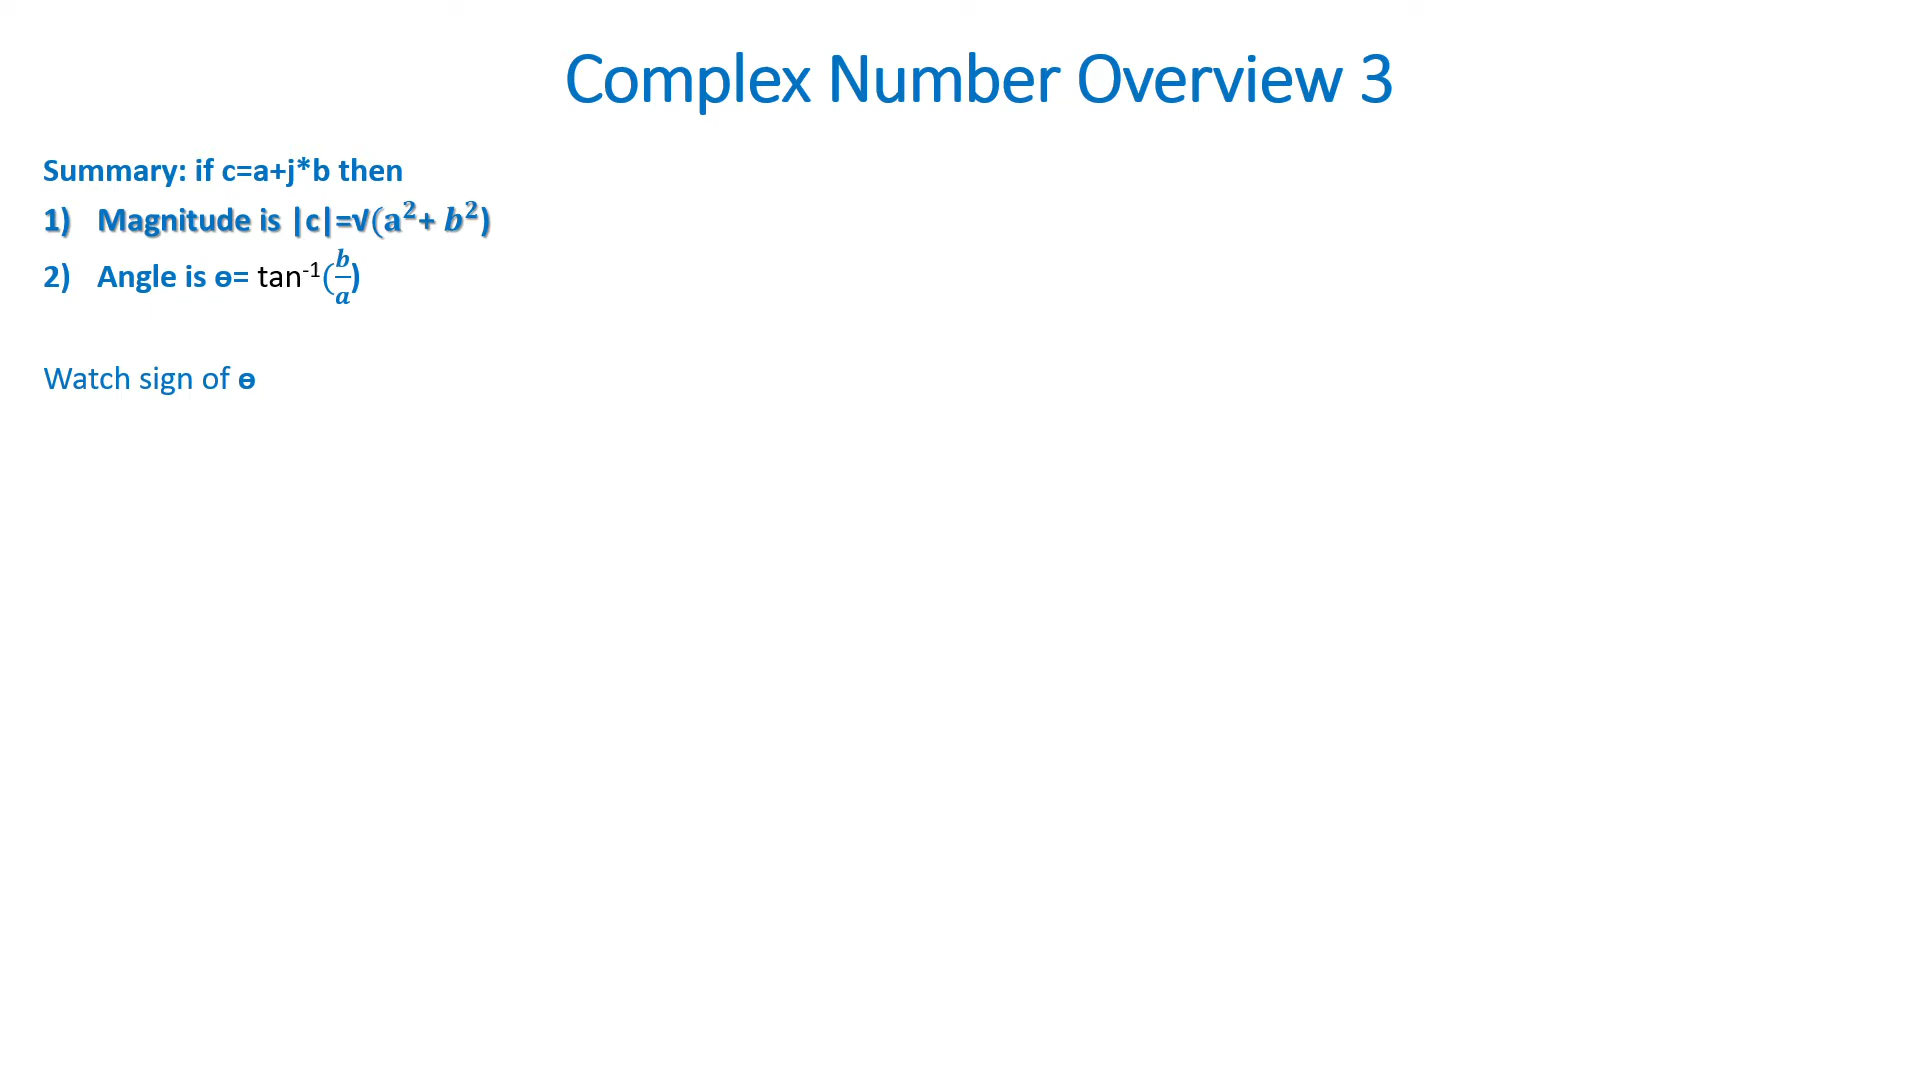 Complex Number Overview 3
Summary: if c=a+j*b then
1) Magnitude is |c|=√(a²+ b²)
2) Angle is ɵ= tan⁻¹(b/a)
Watch sign of ɵ